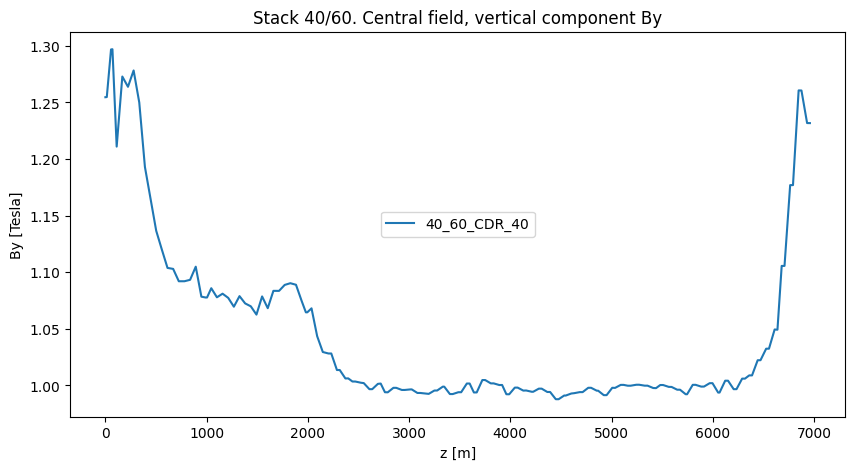 Stack 40/60. Central field, vertical component By
1.30
1.25
1.20
1.15
1.10
1.05
1.00
By [Tesla]
40_60_CDR_40
0 1000 2000 3000 4000 5000 6000 7000
z [m]